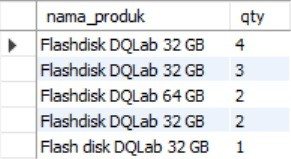 nama_produk qty
Flashdisk DQLab 32 GB 4
Flashdisk DQLab 32 GB 3
Flashdisk DQLab 64 GB 2
Flashdisk DQLab 32 GB 2
Flash disk DQLab 32 GB 1